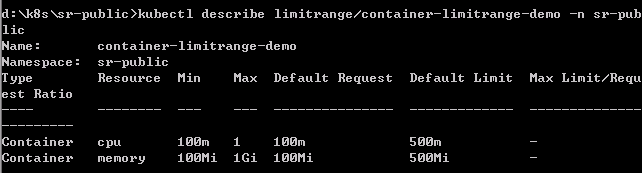 d:\k8s\sr-public>kubectl describe limitrange/container-limitrange-demo -n sr-pub
lic
Name:       container-limitrange-demo
Namespace:  sr-public
Type        Resource  Min    Max  Default Request  Default Limit  Max Limit/Requ
est Ratio
----        --------  ---    ---  ---------------  -------------  --------------
---------
Container   cpu       100m   1    100m             500m           -
Container   memory    100Mi  1Gi  100Mi            500Mi          -